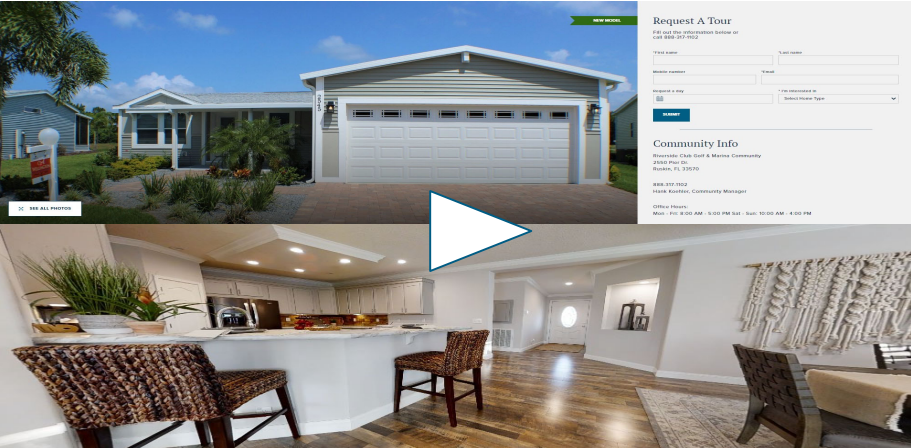 NEW MODEL
2545
SEE ALL PHOTOS
Request A Tour
Fill out the information below or
call 888-317-1102
*First name
*Last name
Mobile number
*Email
Request a day
* I'm interested in
Select Home Type
SUBMIT
Community Info
Riverside Club Golf & Marina Community
2550 Pier Dr.
Ruskin, FL 33570
888.317.1102
Hank Koehler, Community Manager
Office Hours:
Mon - Fri: 8:00 AM - 5:00 PM Sat - Sun: 10:00 AM - 4:00 PM